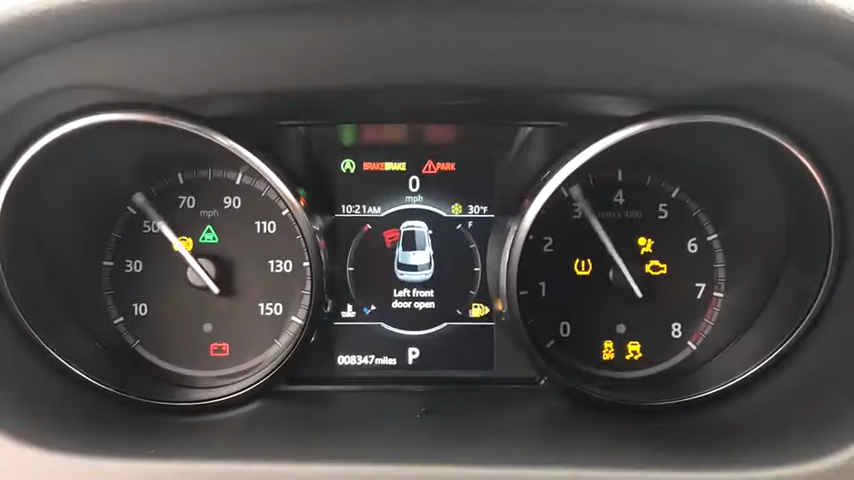 BRAKE BRAKE PARK
0
mph
10:21AM 30°F
F
Left front
door open
008347miles P
10 30 50 70 90 110 130 150
mph
0 1 2 3 4 5 6 7 8
rpm x 1000
OFF